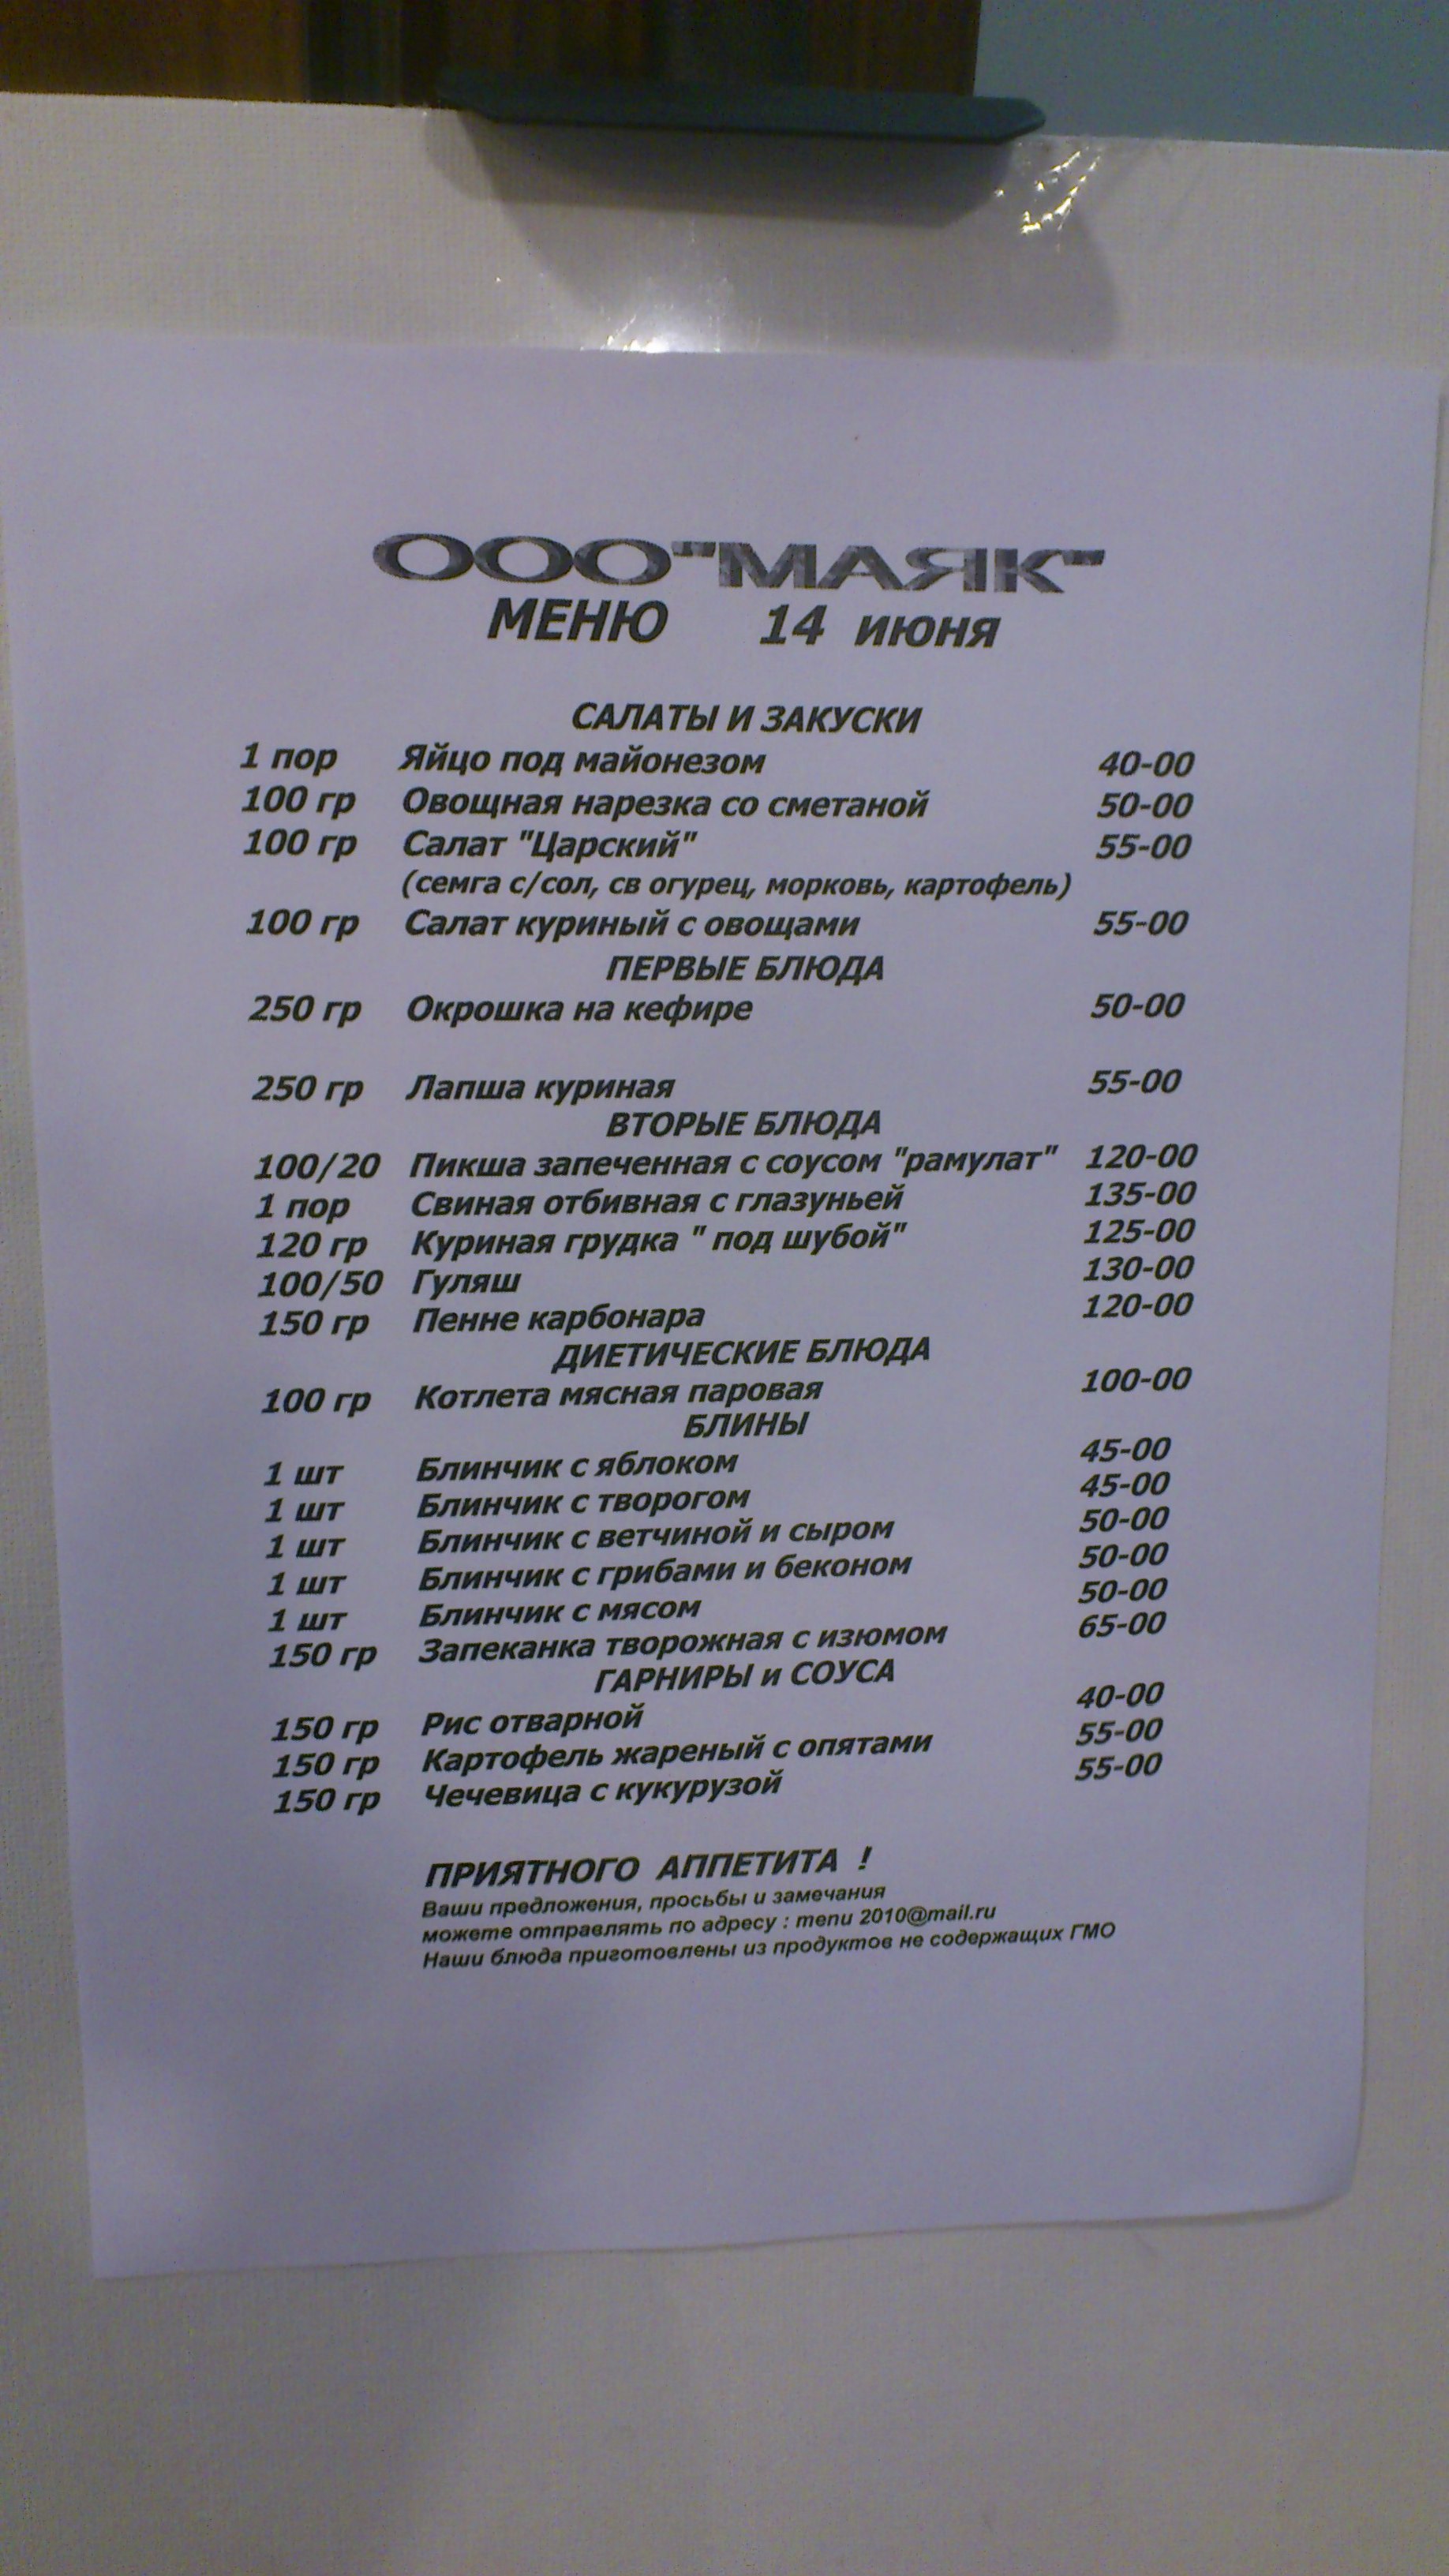 ООО"МАЯК"
МЕНЮ 14 июня
САЛАТЫ И ЗАКУСКИ
1 пор Яйцо под майонезом 40-00
100 гр Овощная нарезка со сметаной 50-00
100 гр Салат "Царский" 55-00
(семга с/сол, св огурец, морковь, картофель)
100 гр Салат куриный с овощами 55-00
ПЕРВЫЕ БЛЮДА
250 гр Окрошка на кефире 50-00
250 гр Лапша куриная 55-00
ВТОРЫЕ БЛЮДА
100/20 Пикша запеченная с соусом "рамулат" 120-00
1 пор Свиная отбивная с глазуньей 135-00
120 гр Куриная грудка " под шубой" 125-00
100/50 Гуляш 130-00
150 гр Пенне карбонара 120-00
ДИЕТИЧЕСКИЕ БЛЮДА
100 гр Котлета мясная паровая 100-00
БЛИНЫ
1 шт Блинчик с яблоком 45-00
1 шт Блинчик с творогом 45-00
1 шт Блинчик с ветчиной и сыром 50-00
1 шт Блинчик с грибами и беконом 50-00
1 шт Блинчик с мясом 50-00
150 гр Запеканка творожная с изюмом 65-00
ГАРНИРЫ и СОУСА
150 гр Рис отварной 40-00
150 гр Картофель жареный с опятами 55-00
150 гр Чечевица с кукурузой 55-00
ПРИЯТНОГО АППЕТИТА !
Ваши предложения, просьбы и замечания
можете отправлять по адресу : menu 2010@mail.ru
Наши блюда приготовлены из продуктов не содержащих ГМО